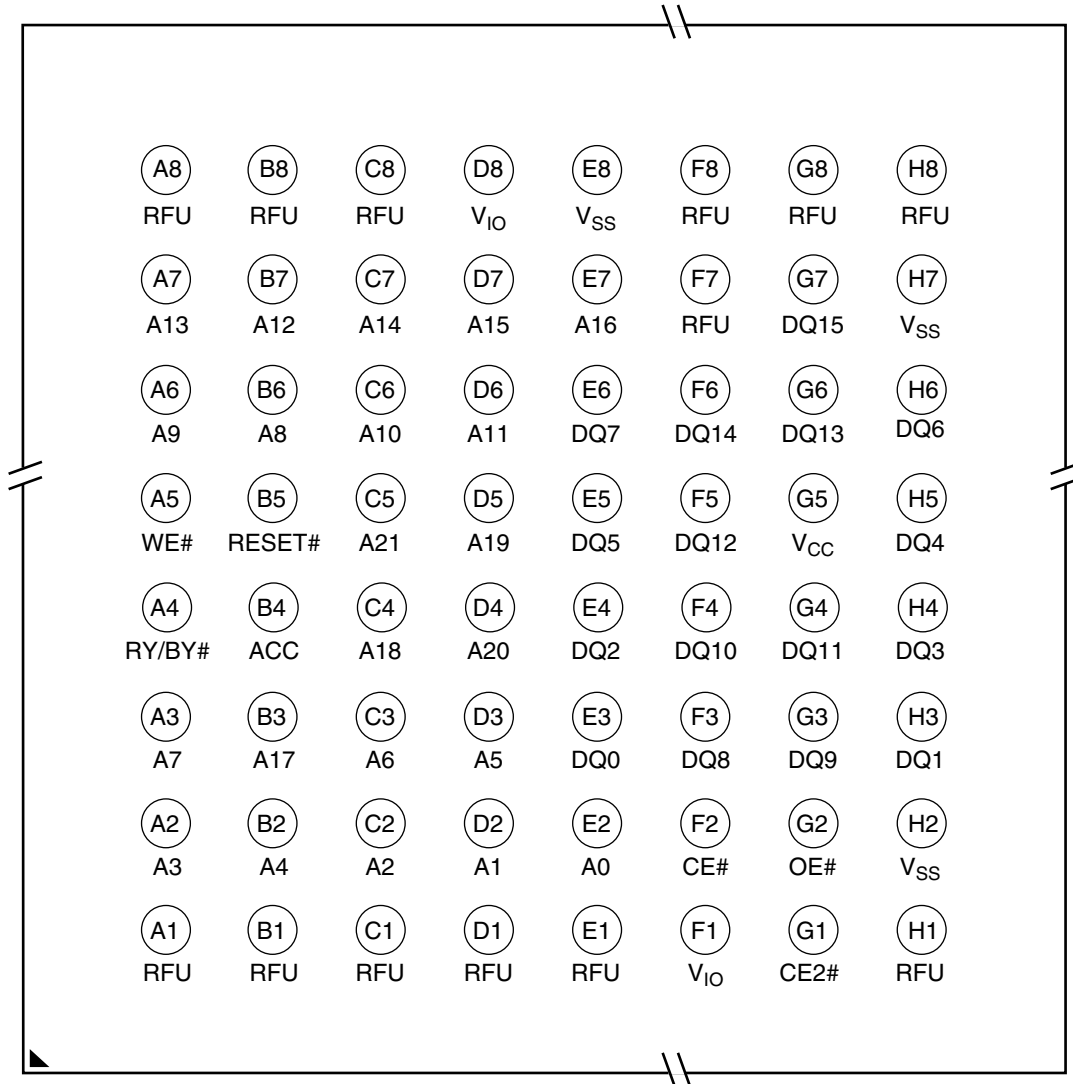 A8 B8 C8 D8 E8 F8 G8 H8
RFU RFU RFU VIO VSS RFU RFU RFU
A7 B7 C7 D7 E7 F7 G7 H7
A13 A12 A14 A15 A16 RFU DQ15 VSS
A6 B6 C6 D6 E6 F6 G6 H6
A9 A8 A10 A11 DQ7 DQ14 DQ13 DQ6
A5 B5 C5 D5 E5 F5 G5 H5
WE# RESET# A21 A19 DQ5 DQ12 VCC DQ4
A4 B4 C4 D4 E4 F4 G4 H4
RY/BY# ACC A18 A20 DQ2 DQ10 DQ11 DQ3
A3 B3 C3 D3 E3 F3 G3 H3
A7 A17 A6 A5 DQ0 DQ8 DQ9 DQ1
A2 B2 C2 D2 E2 F2 G2 H2
A3 A4 A2 A1 A0 CE# OE# VSS
A1 B1 C1 D1 E1 F1 G1 H1
RFU RFU RFU RFU RFU VIO CE2# RFU